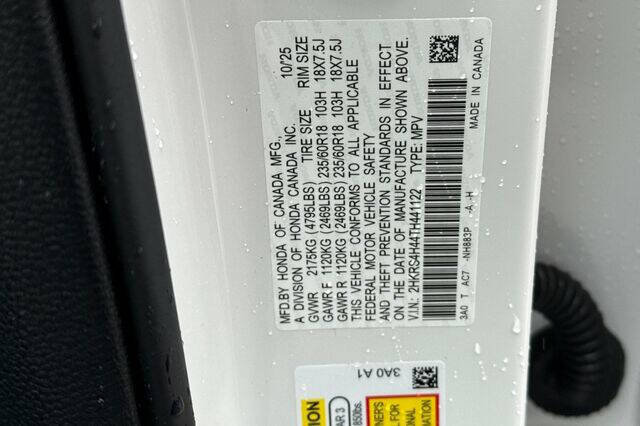 MFD.BY HONDA OF CANADA MFG., 10/25
A DIVISION OF HONDA CANADA INC.
TIRE SIZE RIM SIZE
GVWR 2175KG (4795LBS)
GAWR F 1120KG (2469LBS) 235/60R18 103H 18X7.5J
GAWR R 1120KG (2469LBS) 235/60R18 103H 18X7.5J
THIS VEHICLE CONFORMS TO ALL APPLICABLE
FEDERAL MOTOR VEHICLE SAFETY
AND THEFT PREVENTION STANDARDS IN EFFECT
ON THE DATE OF MANUFACTURE SHOWN ABOVE.
V.I.N.: 2HKRS4H44TH441122 TYPE: MPV
3A0 T AC7 -NH883P -A -H
MADE IN CANADA
3A0 A1